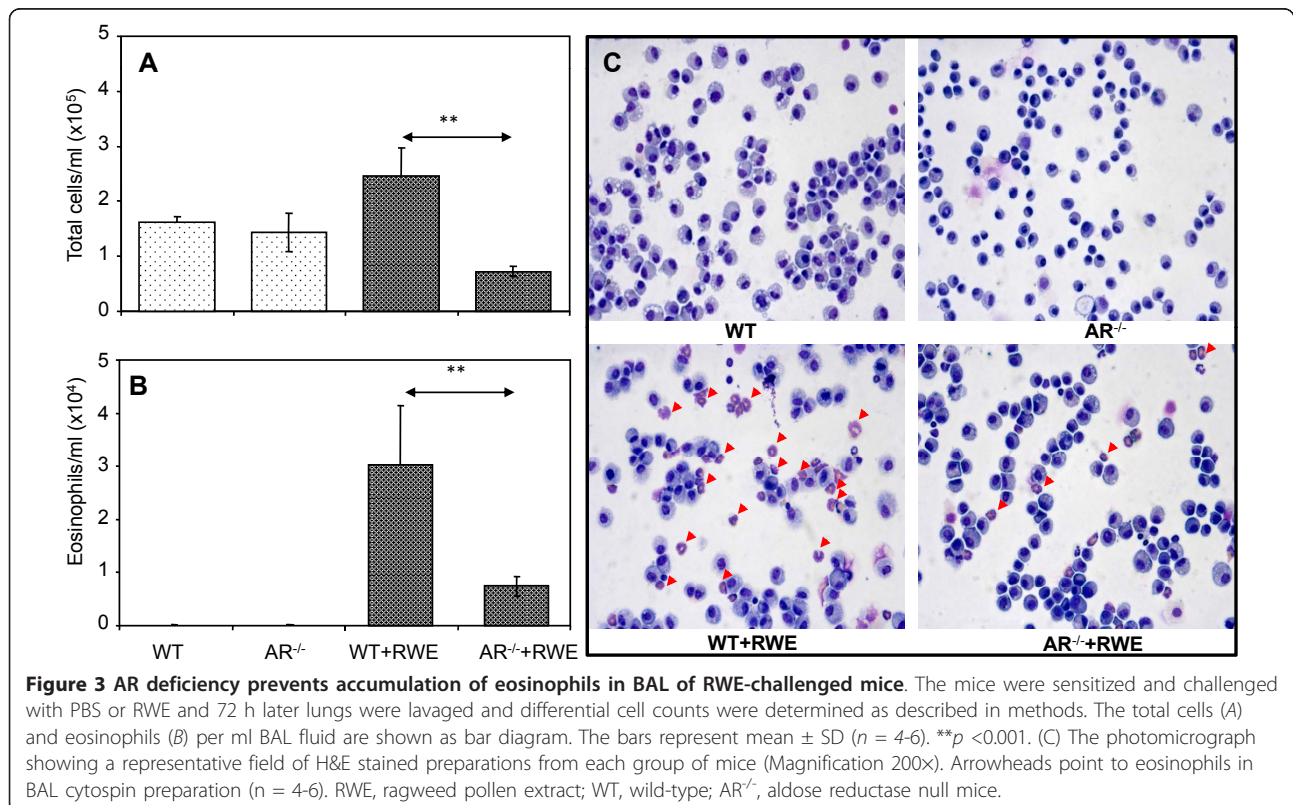 A
Total cells/ml (x10⁵)
5
4
3
2
1
0
**
B
Eosinophils/ml (x10⁴)
5
4
3
2
1
0
**
WT AR⁻/⁻ WT+RWE AR⁻/⁻+RWE
C
WT AR⁻/⁻
WT+RWE AR⁻/⁻+RWE
Figure 3 AR deficiency prevents accumulation of eosinophils in BAL of RWE-challenged mice. The mice were sensitized and challenged
with PBS or RWE and 72 h later lungs were lavaged and differential cell counts were determined as described in methods. The total cells (A)
and eosinophils (B) per ml BAL fluid are shown as bar diagram. The bars represent mean ± SD (n = 4-6). **p <0.001. (C) The photomicrograph
showing a representative field of H&E stained preparations from each group of mice (Magnification 200×). Arrowheads point to eosinophils in
BAL cytospin preparation (n = 4-6). RWE, ragweed pollen extract; WT, wild-type; AR⁻/⁻, aldose reductase null mice.